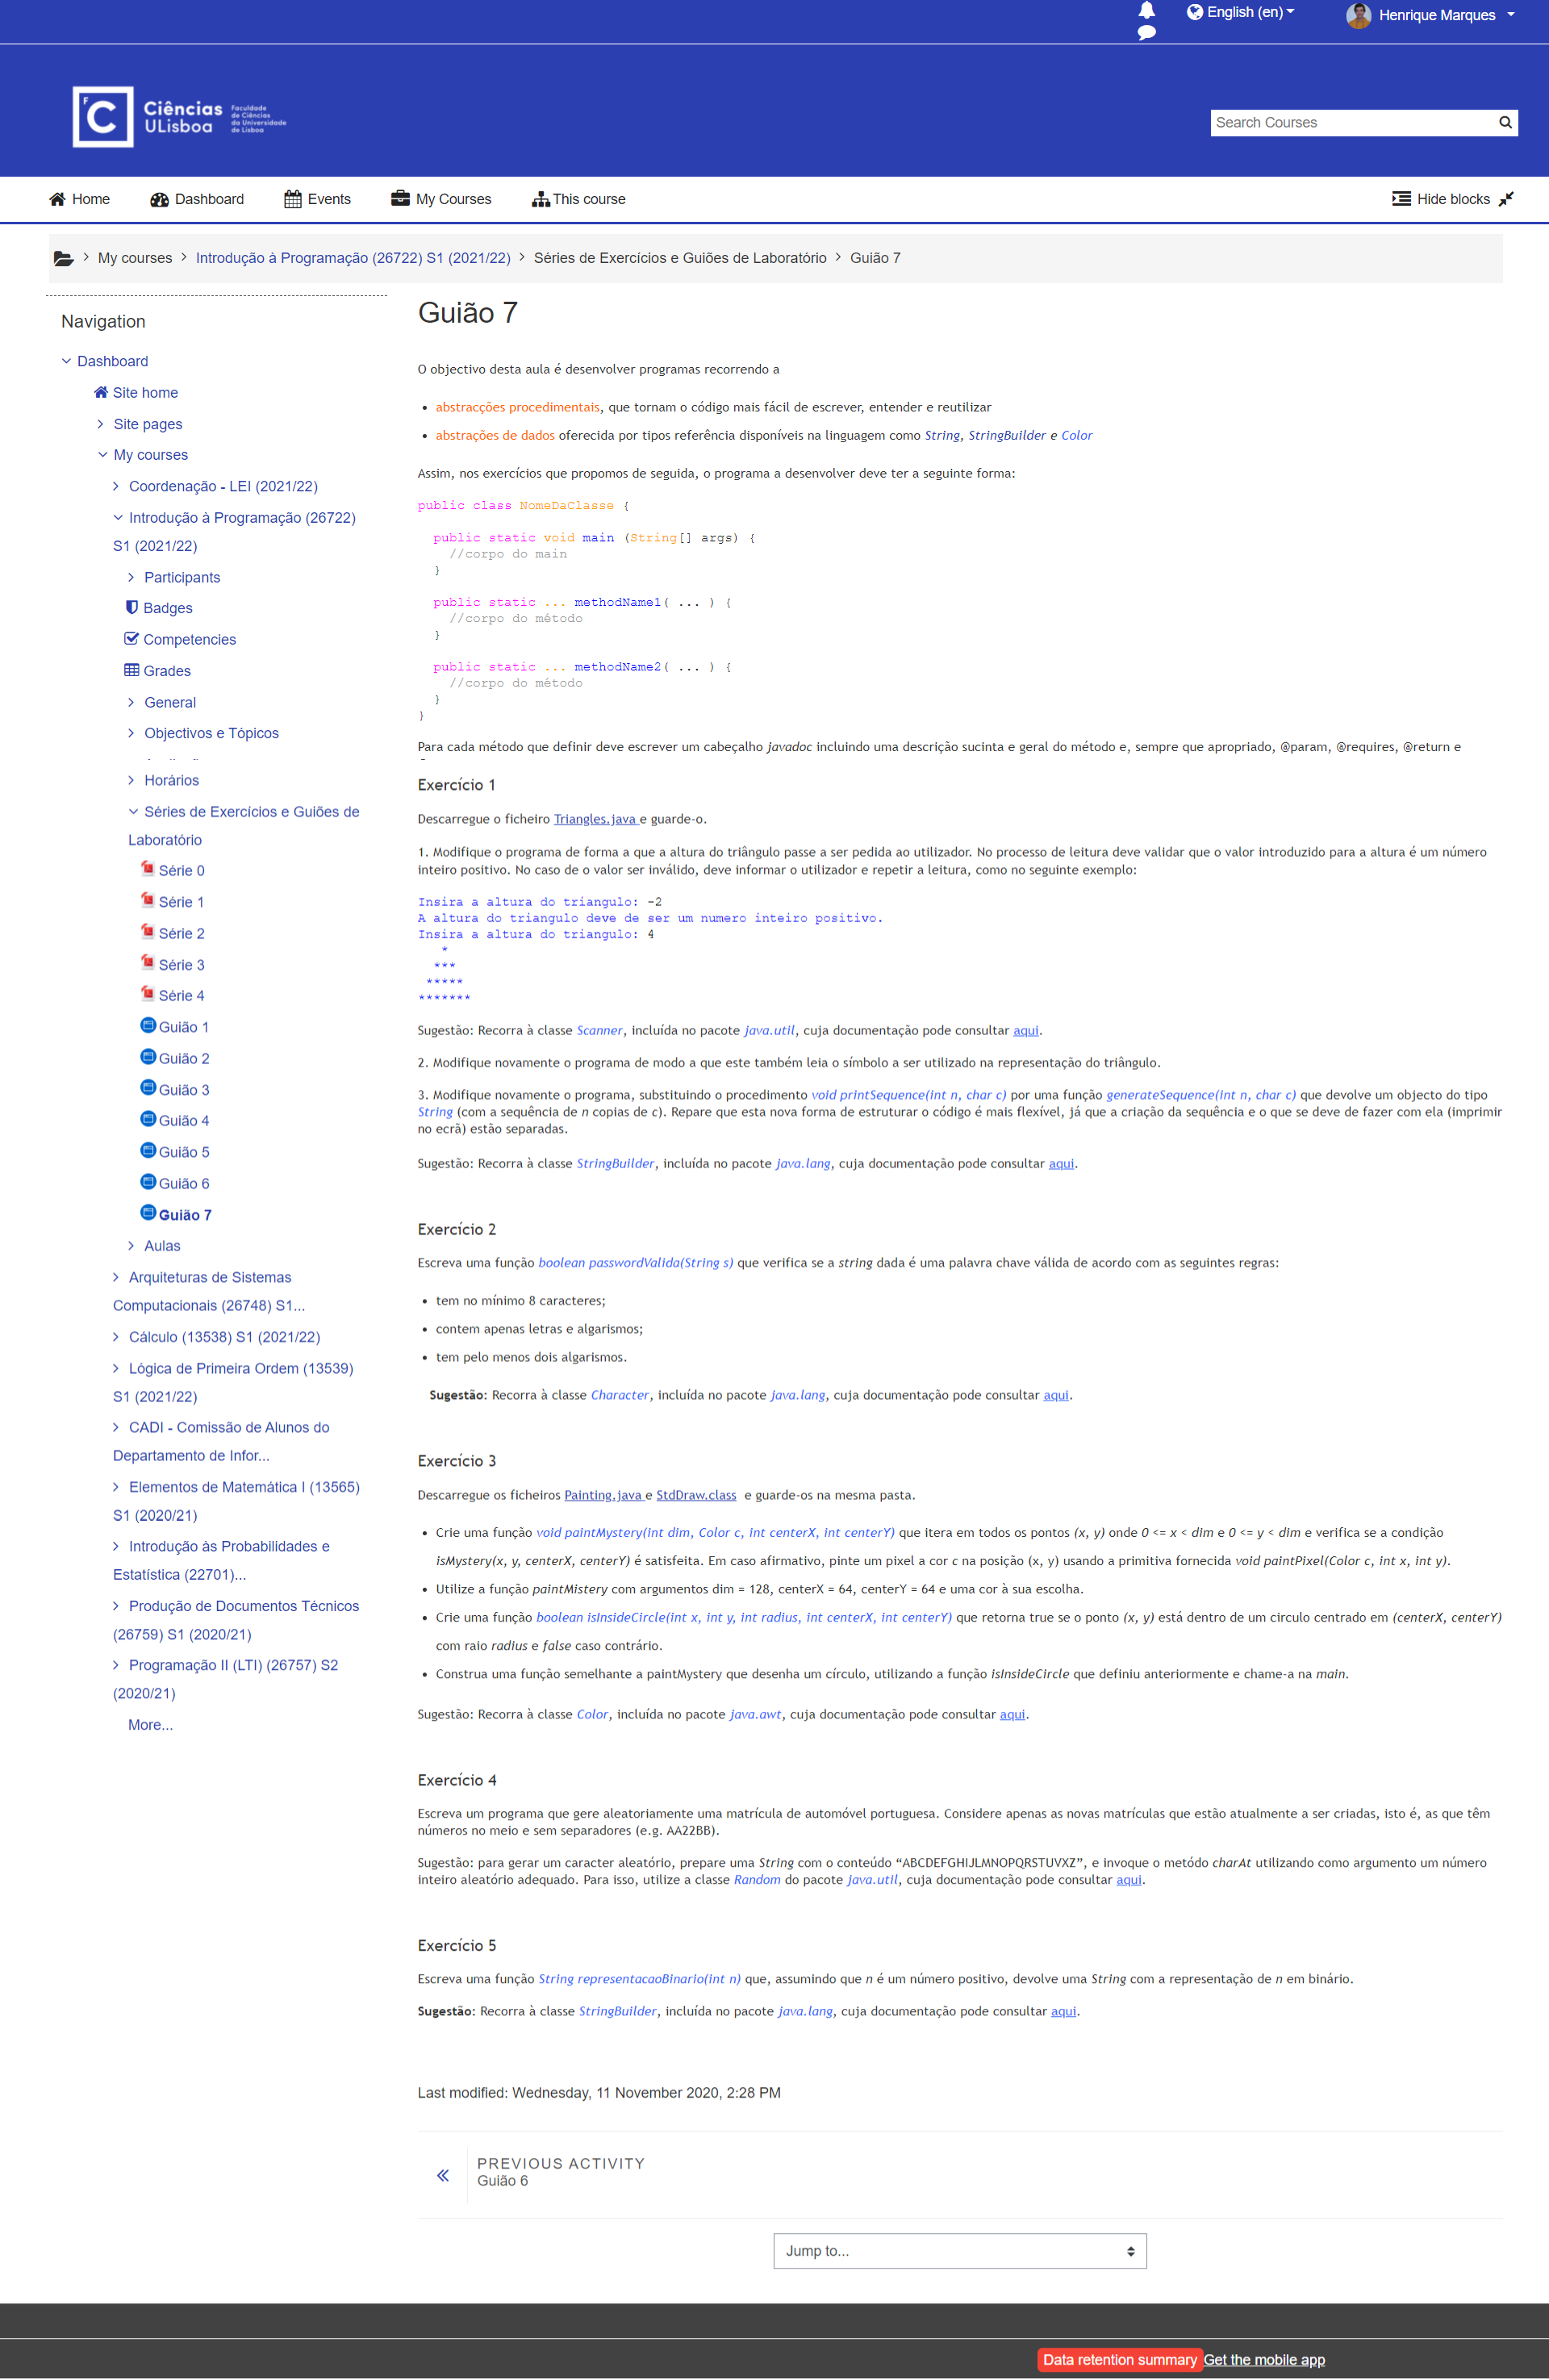 English (en)
Henrique Marques
F C
Ciências
ULisboa
Faculdade
de Ciências
da Universidade
de Lisboa
Search Courses
Home
Dashboard
Events
My Courses
This course
Hide blocks
My courses > Introdução à Programação (26722) S1 (2021/22) > Séries de Exercícios e Guiões de Laboratório > Guião 7
Navigation
Dashboard
Site home
Site pages
My courses
Coordenação - LEI (2021/22)
Introdução à Programação (26722)
S1 (2021/22)
Participants
Badges
Competencies
Grades
General
Objectivos e Tópicos
Horários
Séries de Exercícios e Guiões de
Laboratório
Série 0
Série 1
Série 2
Série 3
Série 4
Guião 1
Guião 2
Guião 3
Guião 4
Guião 5
Guião 6
Guião 7
Aulas
Arquiteturas de Sistemas
Computacionais (26748) S1...
Cálculo (13538) S1 (2021/22)
Lógica de Primeira Ordem (13539)
S1 (2021/22)
CADI - Comissão de Alunos do
Departamento de Infor...
Elementos de Matemática I (13565)
S1 (2020/21)
Introdução às Probabilidades e
Estatística (22701)...
Produção de Documentos Técnicos
(26759) S1 (2020/21)
Programação II (LTI) (26757) S2
(2020/21)
More...
Guião 7
O objectivo desta aula é desenvolver programas recorrendo a
• abstracções procedimentais, que tornam o código mais fácil de escrever, entender e reutilizar
• abstrações de dados oferecida por tipos referência disponíveis na linguagem como String, StringBuilder e Color
Assim, nos exercícios que propomos de seguida, o programa a desenvolver deve ter a seguinte forma:
public class NomeDaClasse {
public static void main (String[] args) {
//corpo do main
}
public static ... methodName1( ... ) {
//corpo do método
}
public static ... methodName2( ... ) {
//corpo do método
}
}
Para cada método que definir deve escrever um cabeçalho javadoc incluindo uma descrição sucinta e geral do método e, sempre que apropriado, @param, @requires, @return e
Exercício 1
Descarregue o ficheiro Triangles.java e guarde-o.
1. Modifique o programa de forma a que a altura do triângulo passe a ser pedida ao utilizador. No processo de leitura deve validar que o valor introduzido para a altura é um número
inteiro positivo. No caso de o valor ser inválido, deve informar o utilizador e repetir a leitura, como no seguinte exemplo:
Insira a altura do triangulo: -2
A altura do triangulo deve de ser um numero inteiro positivo.
Insira a altura do triangulo: 4
*
***
*****
*******
Sugestão: Recorra à classe Scanner, incluída no pacote java.util, cuja documentação pode consultar aqui.
2. Modifique novamente o programa de modo a que este também leia o símbolo a ser utilizado na representação do triângulo.
3. Modifique novamente o programa, substituindo o procedimento void printSequence(int n, char c) por uma função generateSequence(int n, char c) que devolve um objecto do tipo
String (com a sequência de n copias de c). Repare que esta nova forma de estruturar o código é mais flexível, já que a criação da sequência e o que se deve de fazer com ela (imprimir
no ecrã) estão separadas.
Sugestão: Recorra à classe StringBuilder, incluída no pacote java.lang, cuja documentação pode consultar aqui.
Exercício 2
Escreva uma função boolean passwordValida(String s) que verifica se a string dada é uma palavra chave válida de acordo com as seguintes regras:
• tem no mínimo 8 caracteres;
• contem apenas letras e algarismos;
• tem pelo menos dois algarismos.
Sugestão: Recorra à classe Character, incluída no pacote java.lang, cuja documentação pode consultar aqui.
Exercício 3
Descarregue os ficheiros Painting.java e StdDraw.class e guarde-os na mesma pasta.
• Crie uma função void paintMystery(int dim, Color c, int centerX, int centerY) que itera em todos os pontos (x, y) onde 0 <= x < dim e 0 <= y < dim e verifica se a condição
isMystery(x, y, centerX, centerY) é satisfeita. Em caso afirmativo, pinte um pixel a cor c na posição (x, y) usando a primitiva fornecida void paintPixel(Color c, int x, int y).
• Utilize a função paintMistery com argumentos dim = 128, centerX = 64, centerY = 64 e uma cor à sua escolha.
• Crie uma função boolean isInsideCircle(int x, int y, int radius, int centerX, int centerY) que retorna true se o ponto (x, y) está dentro de um circulo centrado em (centerX, centerY)
com raio radius e false caso contrário.
• Construa uma função semelhante a paintMystery que desenha um círculo, utilizando a função isInsideCircle que definiu anteriormente e chame-a na main.
Sugestão: Recorra à classe Color, incluída no pacote java.awt, cuja documentação pode consultar aqui.
Exercício 4
Escreva um programa que gere aleatoriamente uma matrícula de automóvel portuguesa. Considere apenas as novas matrículas que estão atualmente a ser criadas, isto é, as que têm
números no meio e sem separadores (e.g. AA22BB).
Sugestão: para gerar um caracter aleatório, prepare uma String com o conteúdo “ABCDEFGHIJLMNOPQRSTUVXZ”, e invoque o metódo charAt utilizando como argumento um número
inteiro aleatório adequado. Para isso, utilize a classe Random do pacote java.util, cuja documentação pode consultar aqui.
Exercício 5
Escreva uma função String representacaoBinario(int n) que, assumindo que n é um número positivo, devolve uma String com a representação de n em binário.
Sugestão: Recorra à classe StringBuilder, incluída no pacote java.lang, cuja documentação pode consultar aqui.
Last modified: Wednesday, 11 November 2020, 2:28 PM
PREVIOUS ACTIVITY
Guião 6
Jump to...
Data retention summary Get the mobile app